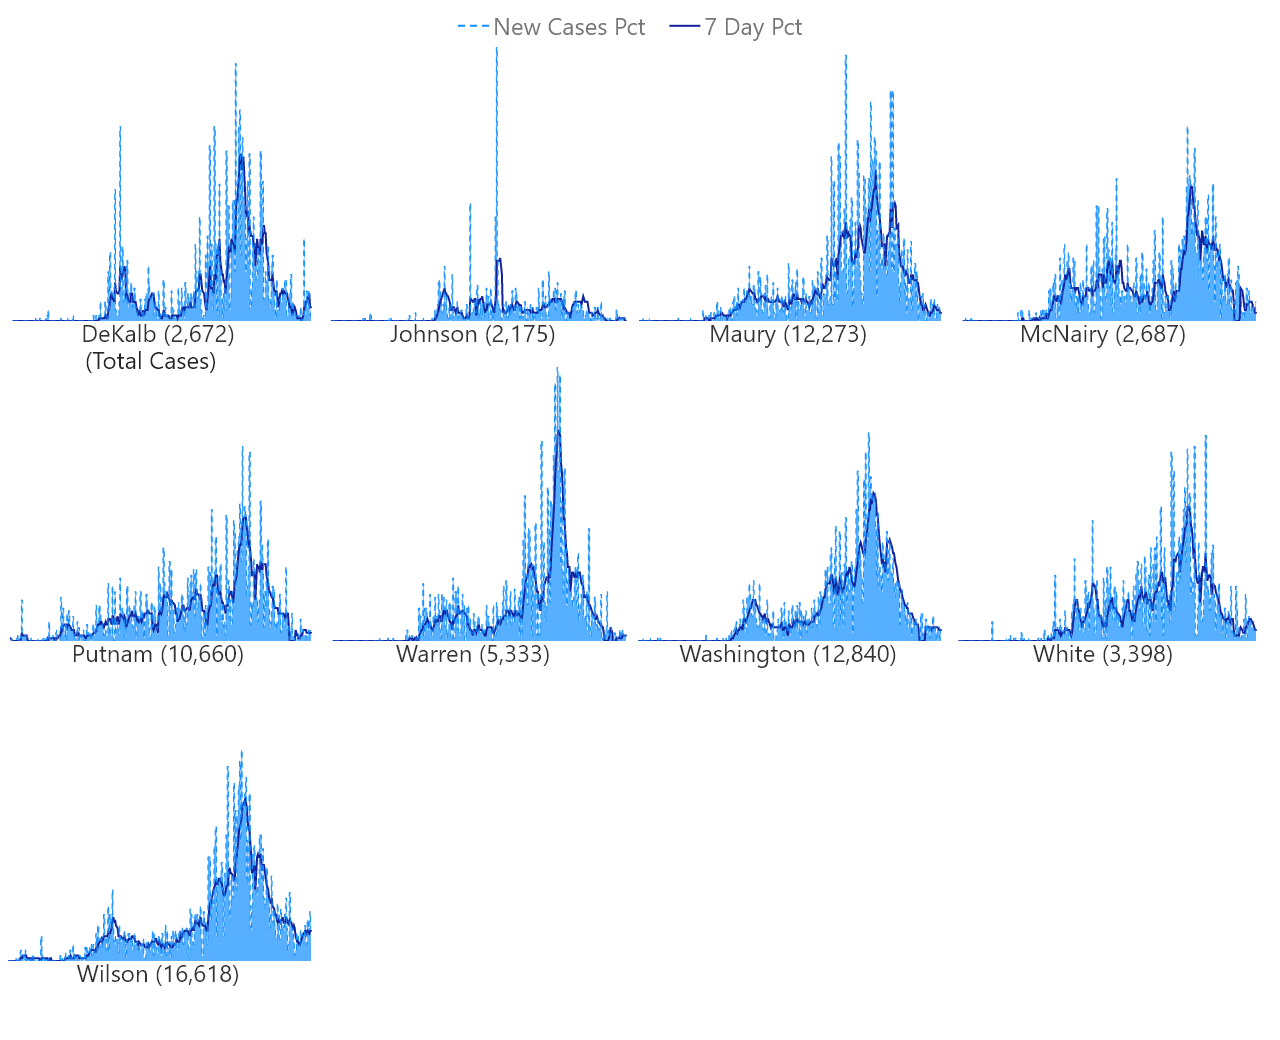 New Cases Pct 7 Day Pct
DeKalb (2,672) Johnson (2,175) Maury (12,273) McNairy (2,687)
(Total Cases)
Putnam (10,660) Warren (5,333) Washington (12,840) White (3,398)
Wilson (16,618)